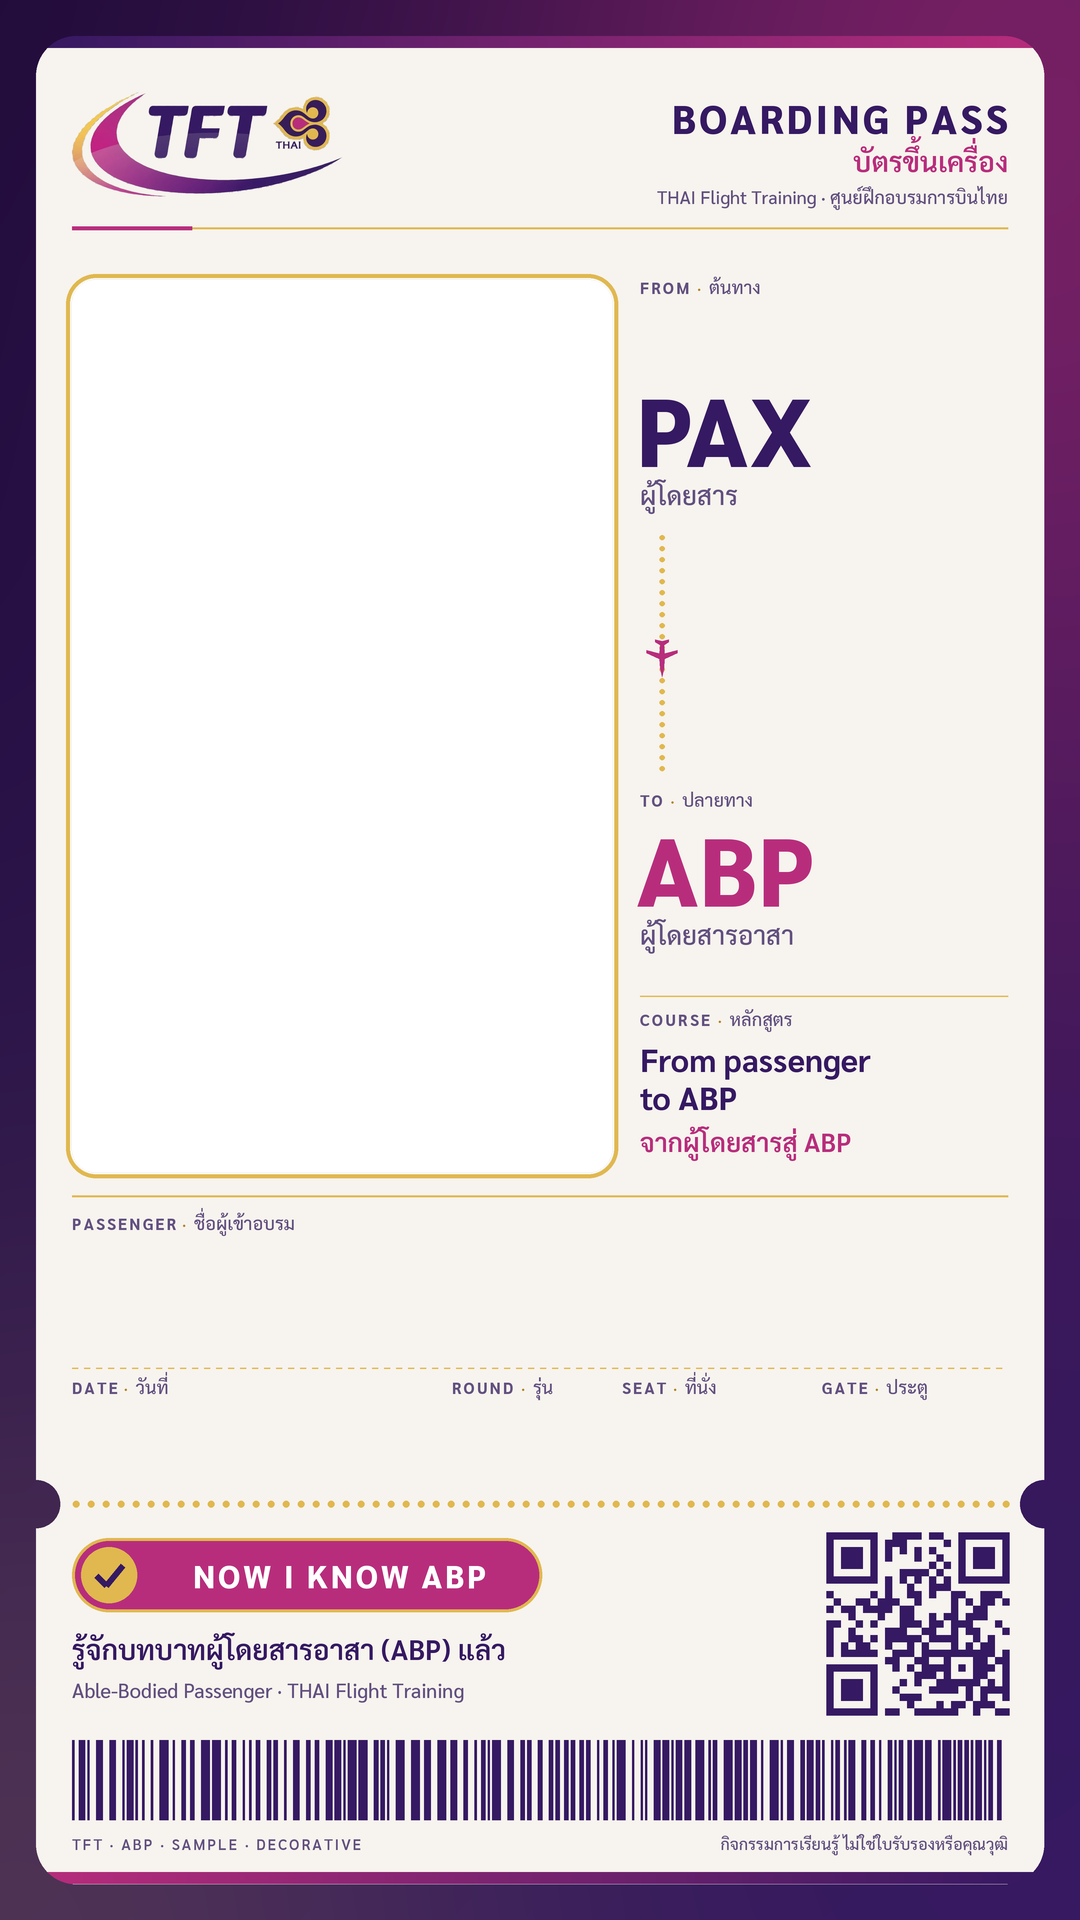 TFT
THAI
BOARDING PASS
บัตรขึ้นเครื่อง
THAI Flight Training · ศูนย์ฝึกอบรมการบินไทย
FROM · ต้นทาง
PAX
ผู้โดยสาร
TO · ปลายทาง
ABP
ผู้โดยสารอาสา
COURSE · หลักสูตร
From passenger
to ABP
จากผู้โดยสารสู่ ABP
PASSENGER · ชื่อผู้เข้าอบรม
DATE · วันที่ ROUND · รุ่น SEAT · ที่นั่ง GATE · ประตู
NOW I KNOW ABP
รู้จักบทบาทผู้โดยสารอาสา (ABP) แล้ว
Able-Bodied Passenger · THAI Flight Training
TFT · ABP · SAMPLE · DECORATIVE
กิจกรรมการเรียนรู้ ไม่ใช่ใบรับรองหรือคุณวุฒิ